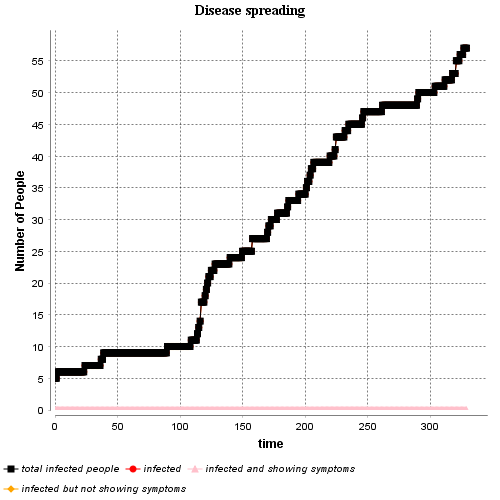 Disease spreading
Number of People
55
50
45
40
35
30
25
20
15
10
5
0
0 50 100 150 200 250 300
time
total infected people infected infected and showing symptoms
infected but not showing symptoms